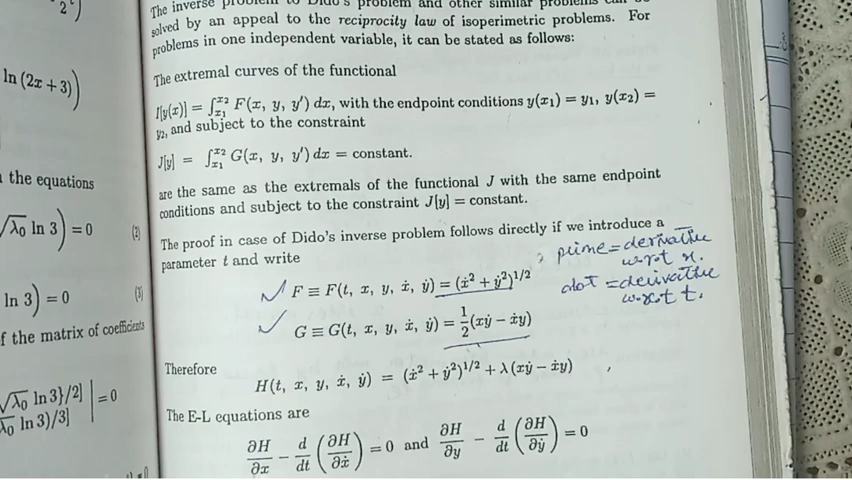 The inverse problem to Dido's problem and other similar problems can be
solved by an appeal to the reciprocity law of isoperimetric problems. For
problems in one independent variable, it can be stated as follows:
The extremal curves of the functional
I[y(x)] = ∫_{x₁}^{x₂} F(x, y, y′) dx, with the endpoint conditions y(x₁) = y₁, y(x₂) =
y₂, and subject to the constraint
J[y] = ∫_{x₁}^{x₂} G(x, y, y′) dx = constant.
are the same as the extremals of the functional J with the same endpoint
conditions and subject to the constraint J[y] = constant.
The proof in case of Dido's inverse problem follows directly if we introduce a
parameter t and write
F ≡ F(t, x, y, ẋ, ẏ) = (ẋ² + ẏ²)^{1/2}
G ≡ G(t, x, y, ẋ, ẏ) = 1/2 (xẏ − ẋy)
prime = derivative
w.r.t x.
dot = derivative
w.r.t t.
Therefore
H(t, x, y, ẋ, ẏ) = (ẋ² + ẏ²)^{1/2} + λ(xẏ − ẋy)
The E-L equations are
∂H/∂x − d/dt (∂H/∂ẋ) = 0 and ∂H/∂y − d/dt (∂H/∂ẏ) = 0
ln (2x + 3))
the equations
√λ₀ ln 3) = 0 (2)
ln 3) = 0 (3)
f the matrix of coefficients
√λ₀ ln 3}/2]
λ₀ ln 3)/3] | = 0